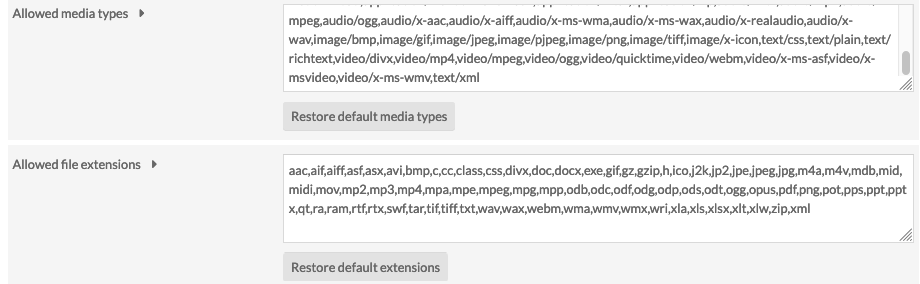 Allowed media types
mpeg,audio/ogg,audio/x-aac,audio/x-aiff,audio/x-ms-wma,audio/x-ms-wax,audio/x-realaudio,audio/x-
wav,image/bmp,image/gif,image/jpeg,image/pjpeg,image/png,image/tiff,image/x-icon,text/css,text/plain,text/
richtext,video/divx,video/mp4,video/mpeg,video/ogg,video/quicktime,video/webm,video/x-ms-asf,video/x-
msvideo,video/x-ms-wmv,text/xml
Restore default media types
Allowed file extensions
aac,aif,aiff,asf,asx,avi,bmp,c,cc,class,css,divx,doc,docx,exe,gif,gz,gzip,h,ico,j2k,jp2,jpe,jpeg,jpg,m4a,m4v,mdb,mid,
midi,mov,mp2,mp3,mp4,mpa,mpe,mpeg,mpg,mpp,odb,odc,odf,odg,odp,ods,odt,ogg,opus,pdf,png,pot,pps,ppt,ppt
x,qt,ra,ram,rtf,rtx,swf,tar,tif,tiff,txt,wav,wax,webm,wma,wmv,wmx,wri,xla,xls,xlsx,xlt,xlw,zip,xml
Restore default extensions